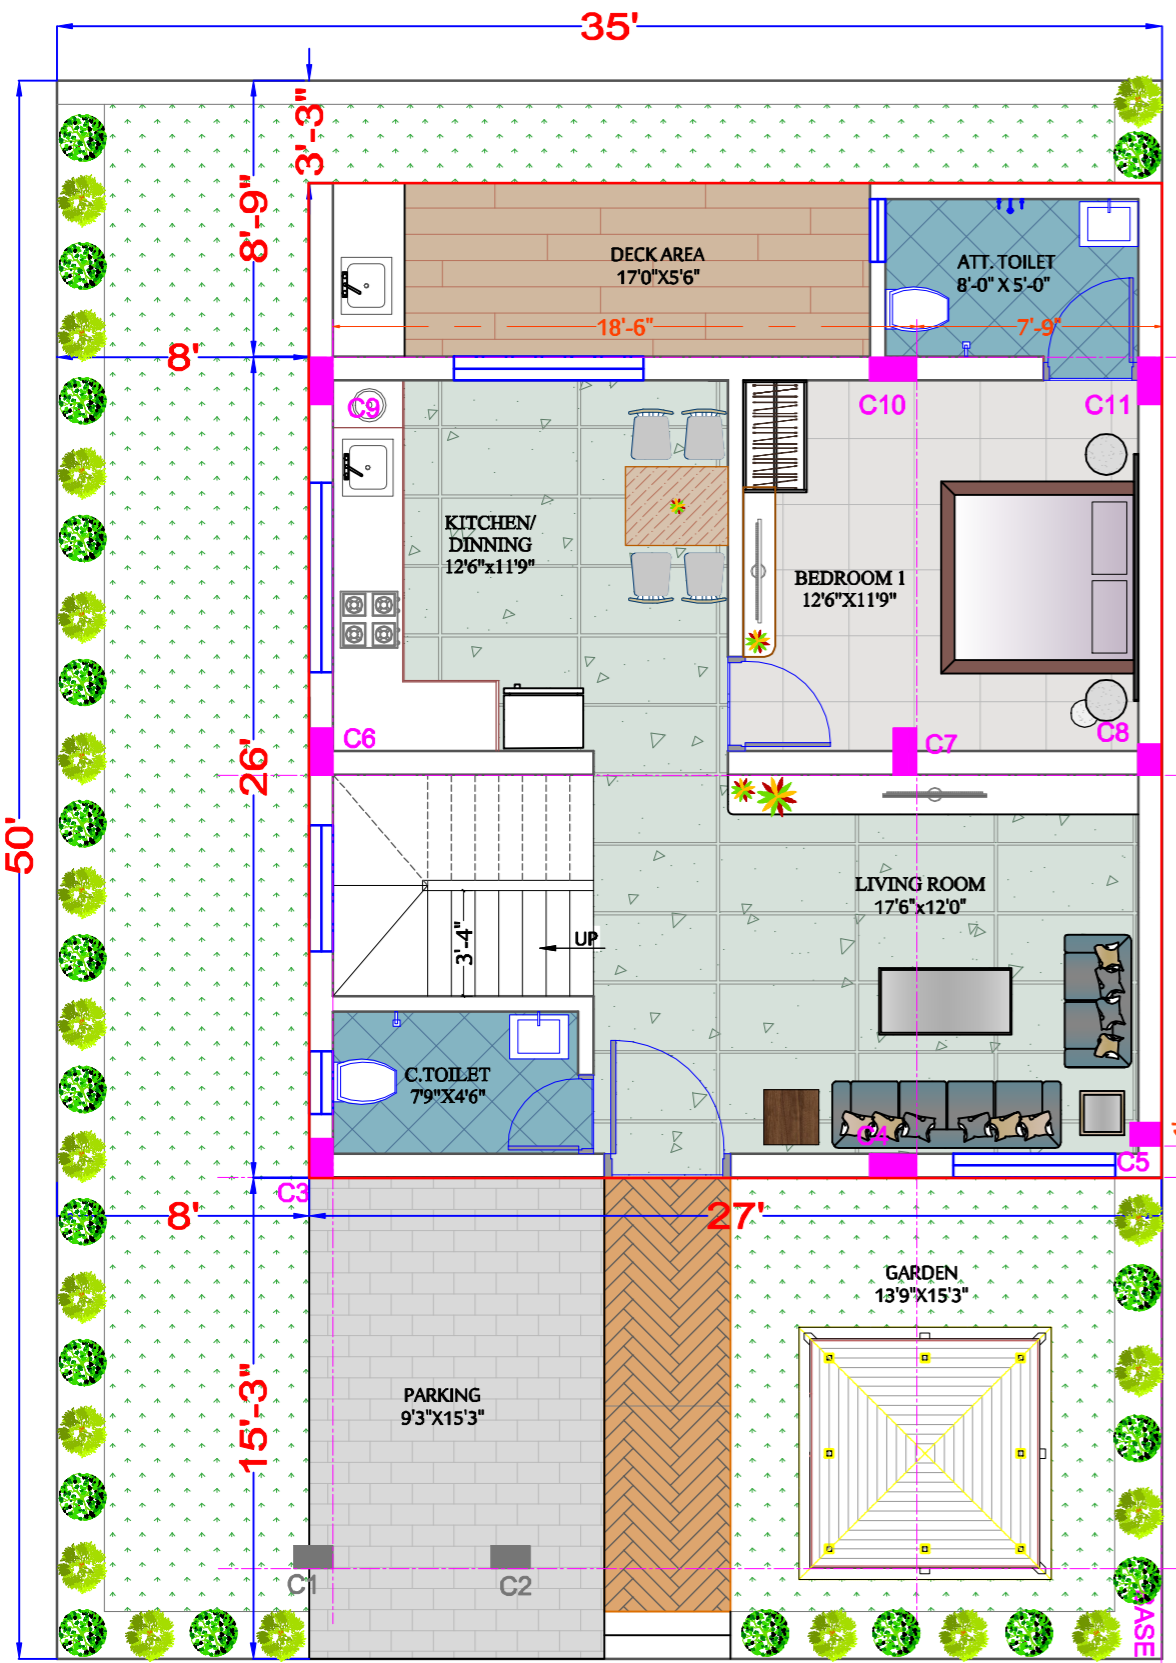 35'
3'-3"
8'-9"
DECK AREA
17'0"X5'6"
ATT. TOILET
8'-0" X 5'-0"
18'-6"
7'-9"
8'
C9
C10
C11
KITCHEN/
DINNING
12'6"x11'9"
BEDROOM 1
12'6"X11'9"
C6
C7
C8
26'
50'
LIVING ROOM
17'6"x12'0"
UP
3'-4"
C.TOILET
7'9"X4'6"
C4
C5
C3
8'
27'
GARDEN
13'9"X15'3"
15'-3"
PARKING
9'3"X15'3"
C1
C2